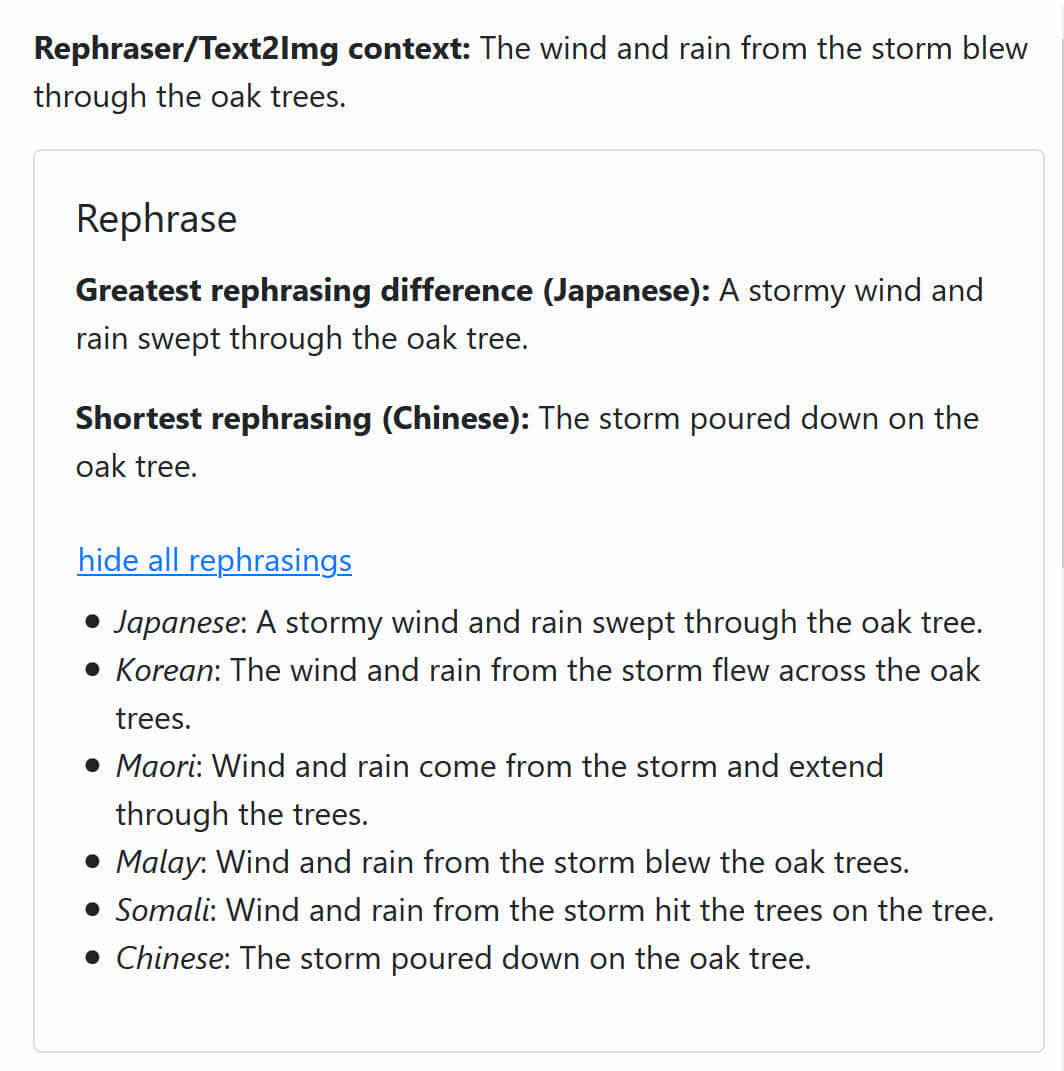 Rephraser/Text2Img context: The wind and rain from the storm blew
through the oak trees.
Rephrase
Greatest rephrasing difference (Japanese): A stormy wind and
rain swept through the oak tree.
Shortest rephrasing (Chinese): The storm poured down on the
oak tree.
hide all rephrasings
• Japanese: A stormy wind and rain swept through the oak tree.
• Korean: The wind and rain from the storm flew across the oak
trees.
• Maori: Wind and rain come from the storm and extend
through the trees.
• Malay: Wind and rain from the storm blew the oak trees.
• Somali: Wind and rain from the storm hit the trees on the tree.
• Chinese: The storm poured down on the oak tree.